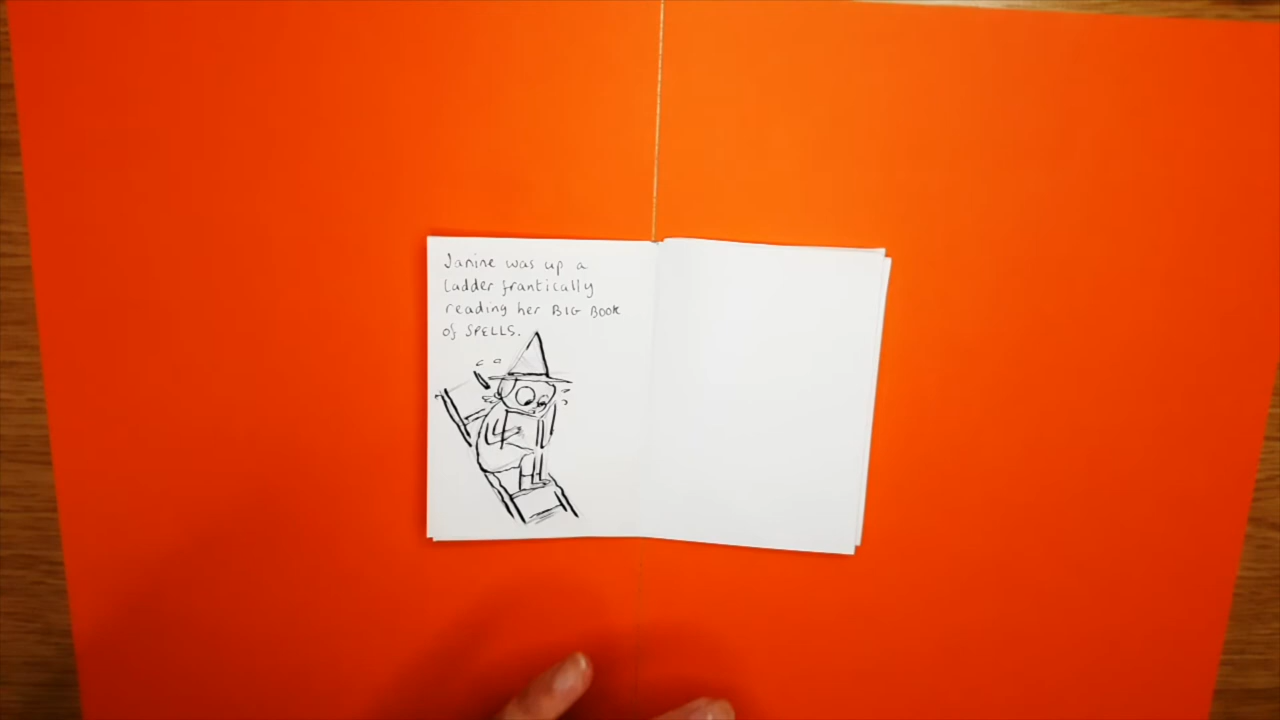 Janine was up a
ladder frantically
reading her BIG BOOK
of SPELLS.